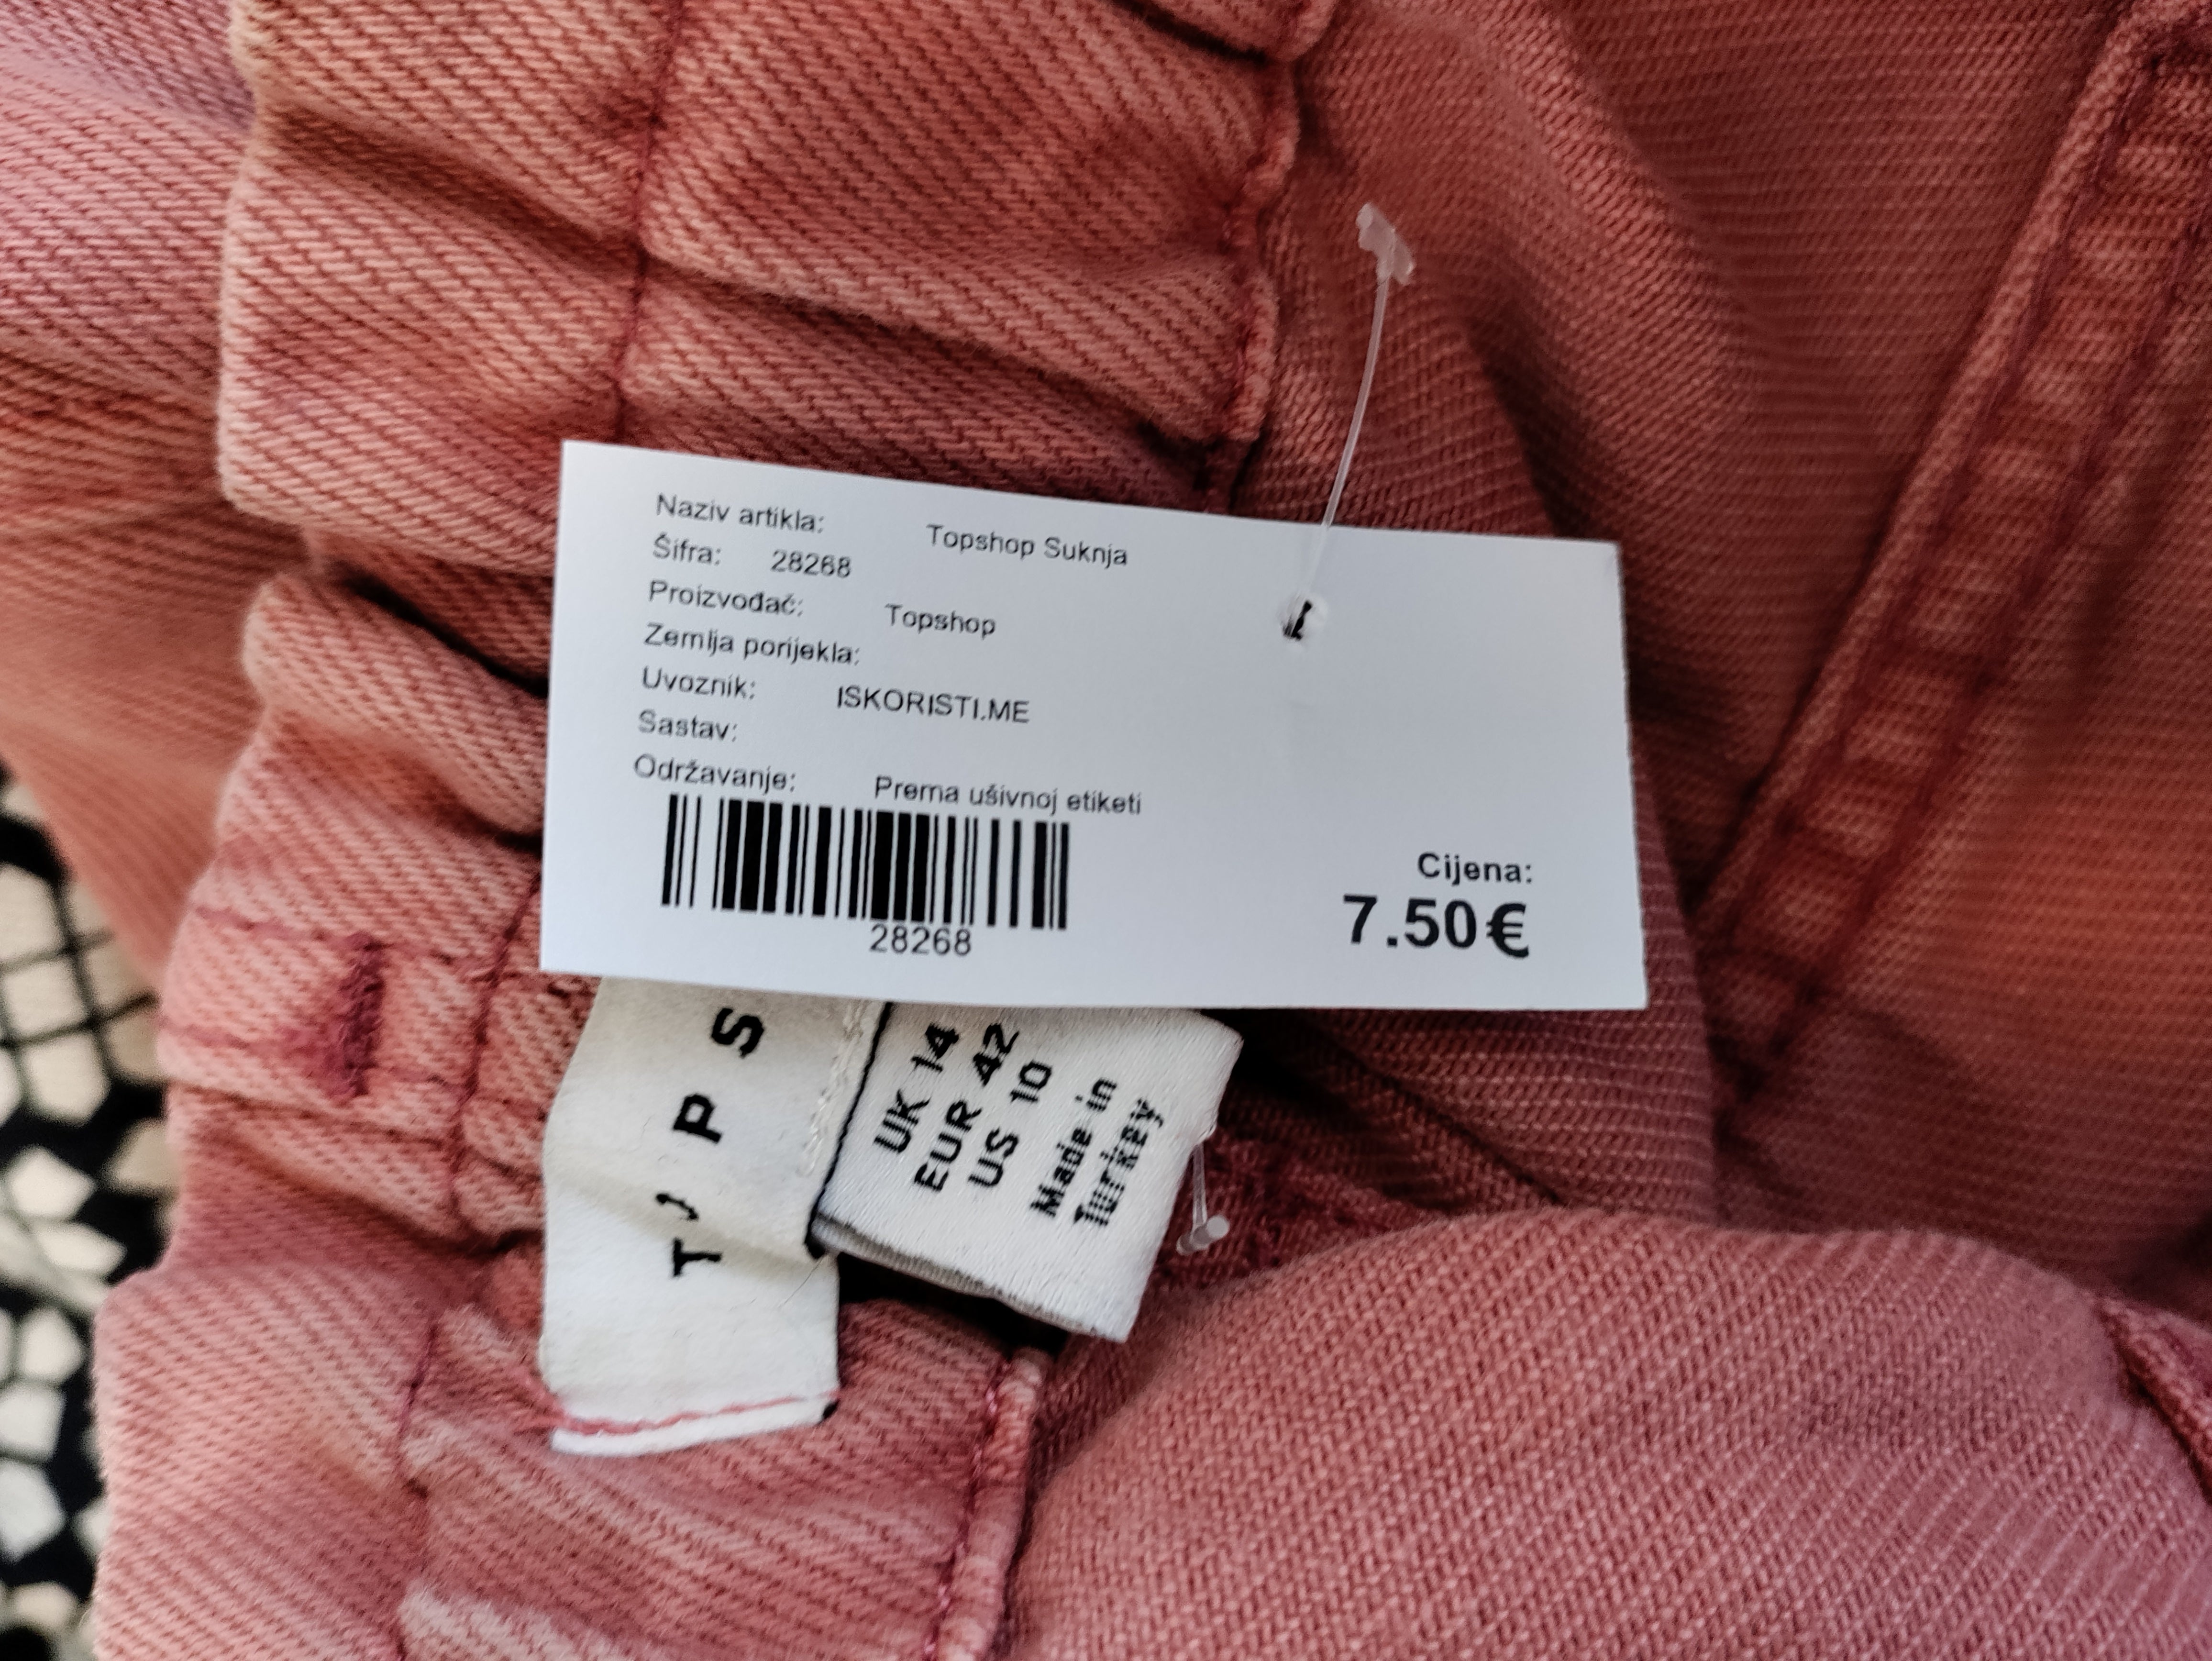 Naziv artikla: Topshop Suknja
Šifra: 28268
Proizvođač: Topshop
Zemlja porijekla:
Uvoznik: ISKORISTI.ME
Sastav:
Održavanje: Prema ušivnoj etiketi
28268
Cijena:
7.50€
UK 14
EUR 42
US 10
Made in
Turkey